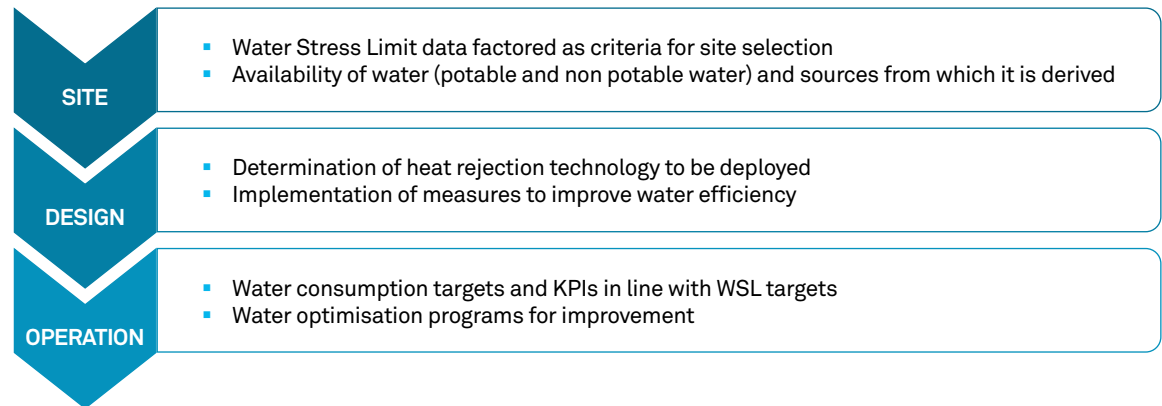 SITE
▪ Water Stress Limit data factored as criteria for site selection
▪ Availability of water (potable and non potable water) and sources from which it is derived
DESIGN
▪ Determination of heat rejection technology to be deployed
▪ Implementation of measures to improve water efficiency
OPERATION
▪ Water consumption targets and KPIs in line with WSL targets
▪ Water optimisation programs for improvement